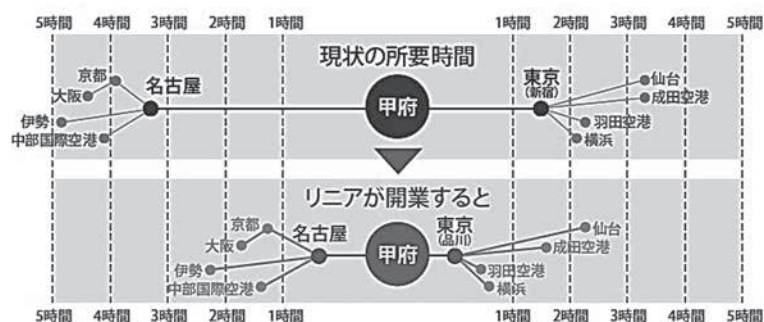 5時間 4時間 3時間 2時間 1時間 1時間 2時間 3時間 4時間 5時間
現状の所要時間
京都
名古屋
大阪
伊勢
中部国際空港
甲府
東京
(新宿)
仙台
成田空港
羽田空港
横浜
リニアが開業すると
京都
名古屋
大阪
伊勢
中部国際空港
甲府
東京
(品川)
仙台
成田空港
羽田空港
横浜
5時間 4時間 3時間 2時間 1時間 1時間 2時間 3時間 4時間 5時間